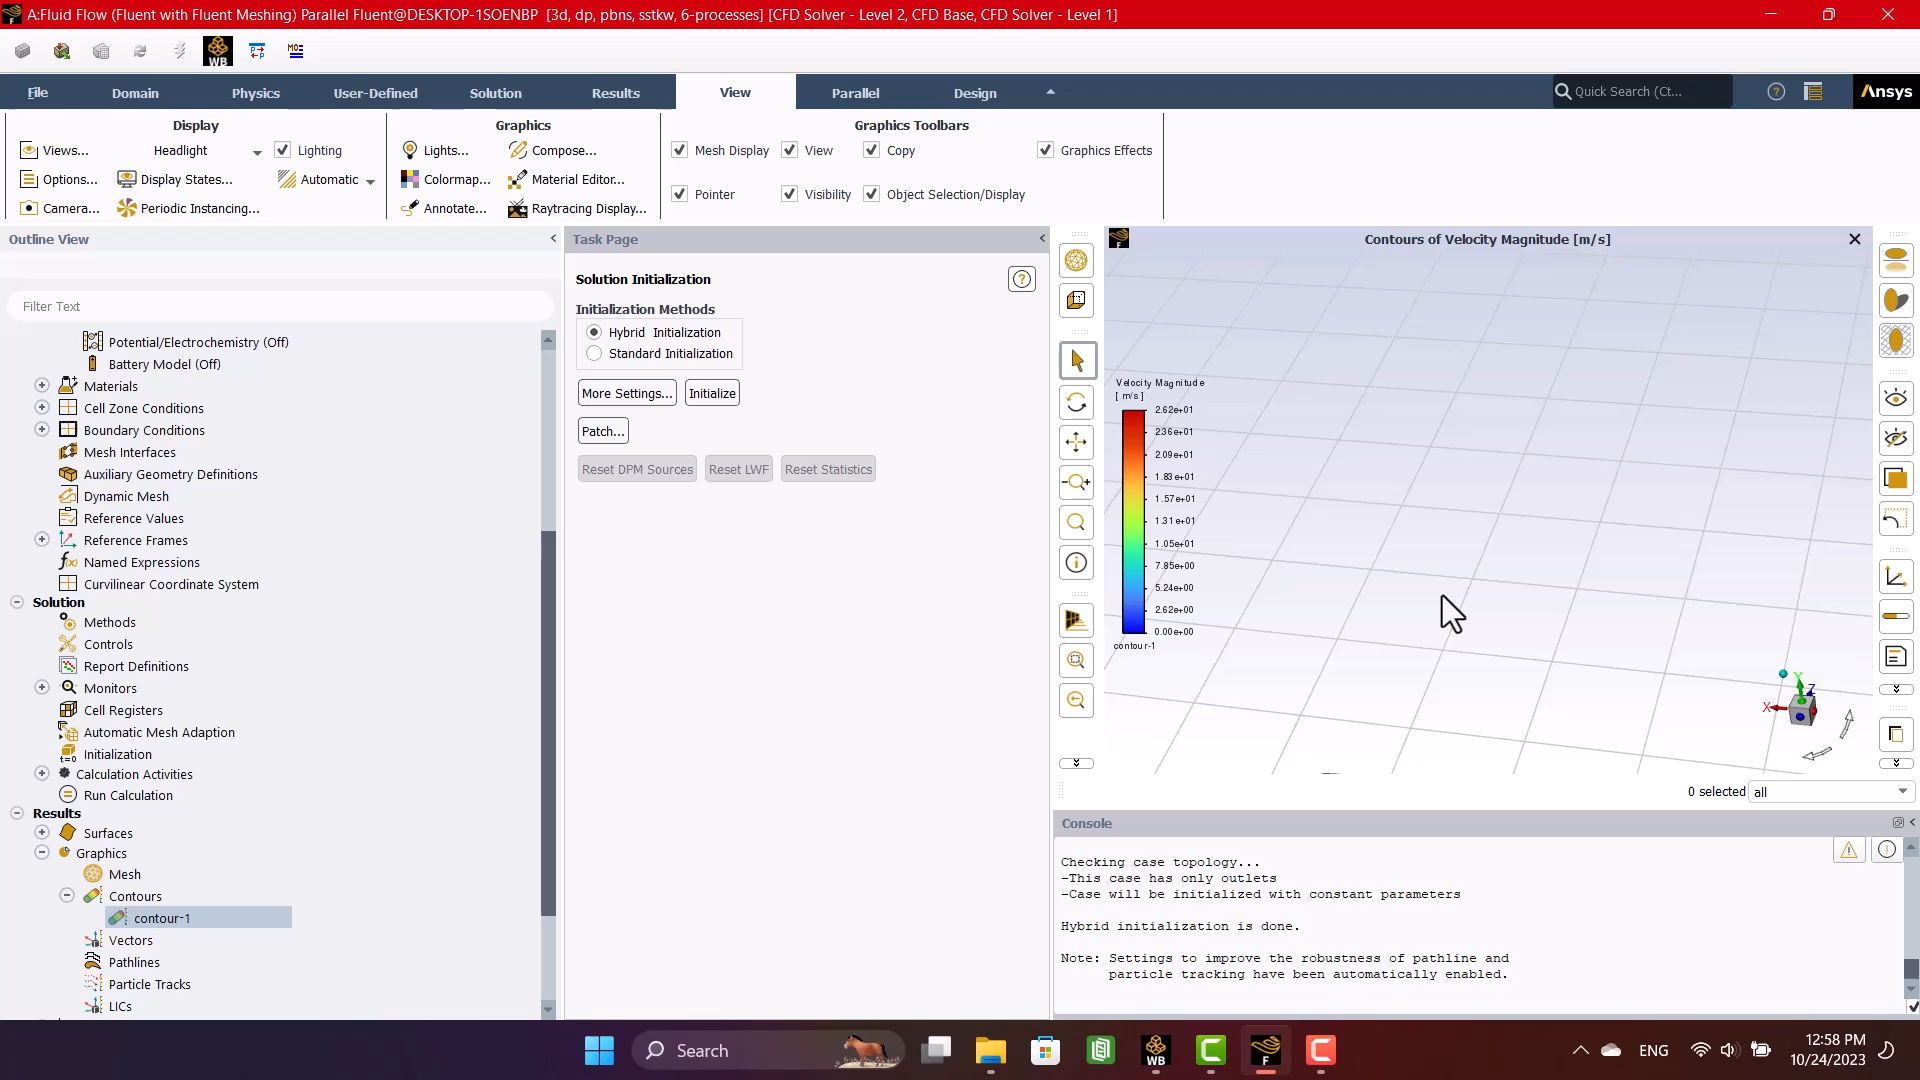 A:Fluid Flow (Fluent with Fluent Meshing) Parallel Fluent@DESKTOP-1SOENBP [3d, dp, pbns, sstkw, 6-processes] [CFD Solver - Level 2, CFD Base, CFD Solver - Level 1]
WB
File Domain Physics User-Defined Solution Results View Parallel Design Quick Search (Ct... Ansys
Display Graphics Graphics Toolbars
Views... Headlight Lighting Lights... Compose... Mesh Display View Copy Graphics Effects
Options... Display States... Automatic Colormap... Material Editor...
Pointer Visibility Object Selection/Display
Camera... Periodic Instancing... Annotate... Raytracing Display...
Outline View
Filter Text
Potential/Electrochemistry (Off)
Battery Model (Off)
Materials
Cell Zone Conditions
Boundary Conditions
Mesh Interfaces
Auxiliary Geometry Definitions
Dynamic Mesh
Reference Values
Reference Frames
Named Expressions
Curvilinear Coordinate System
Solution
Methods
Controls
Report Definitions
Monitors
Cell Registers
Automatic Mesh Adaption
Initialization
Calculation Activities
Run Calculation
Results
Surfaces
Graphics
Mesh
Contours
contour-1
Vectors
Pathlines
Particle Tracks
LICs
Task Page
Solution Initialization
Initialization Methods
Hybrid Initialization
Standard Initialization
More Settings... Initialize
Patch...
Reset DPM Sources Reset LWF Reset Statistics
Contours of Velocity Magnitude [m/s]
Velocity Magnitude
[ m/s ]
2.62e+01
2.36e+01
2.09e+01
1.83e+01
1.57e+01
1.31e+01
1.05e+01
7.85e+00
5.24e+00
2.62e+00
0.00e+00
contour-1
Y
Z
X
0 selected all
Console
Checking case topology...
-This case has only outlets
-Case will be initialized with constant parameters
Hybrid initialization is done.
Note: Settings to improve the robustness of pathline and
particle tracking have been automatically enabled.
Search
WB
F
ENG
12:58 PM
10/24/2023